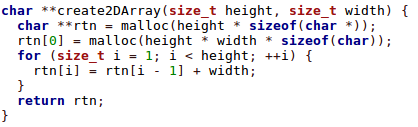 char **create2DArray(size_t height, size_t width) {
  char **rtn = malloc(height * sizeof(char *));
  rtn[0] = malloc(height * width * sizeof(char));
  for (size_t i = 1; i < height; ++i) {
    rtn[i] = rtn[i - 1] + width;
  }
  return rtn;
}